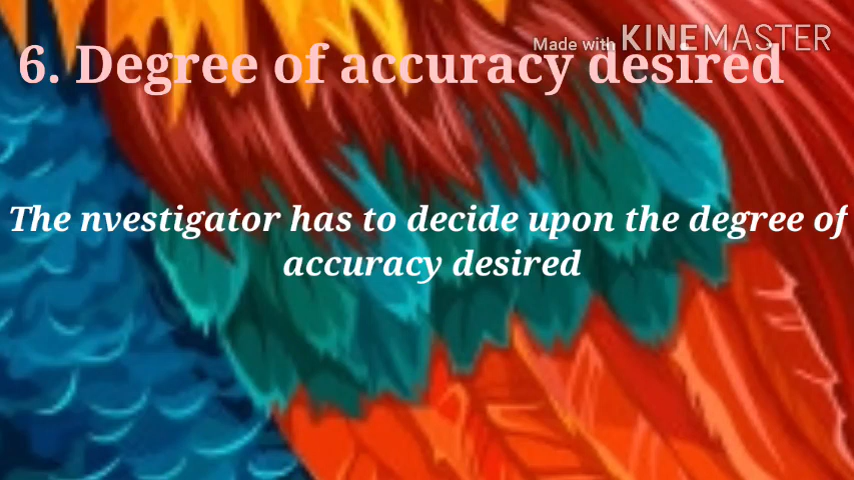 Made with KINEMASTER
6. Degree of accuracy desired
The nvestigator has to decide upon the degree of
accuracy desired